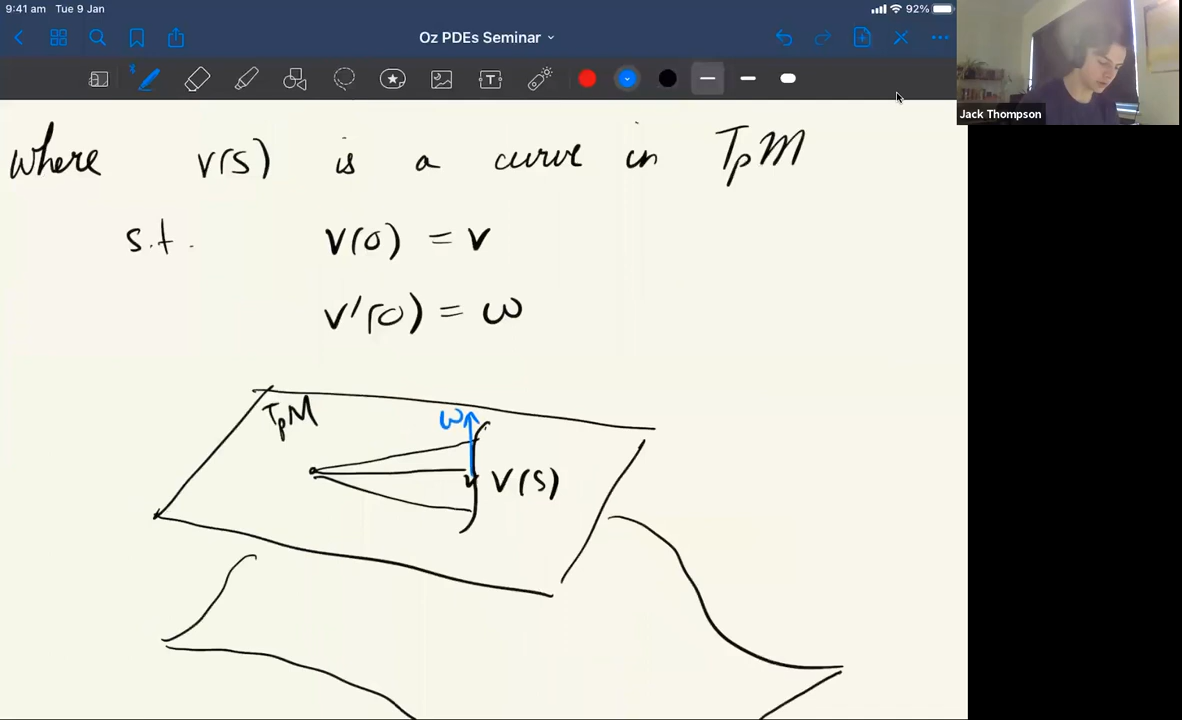 9:41 am Tue 9 Jan
92%
Oz PDEs Seminar
Jack Thompson
where v(s) is a curve in TpM
s.t. v(0) = v
v'(0) = ω
TpM
ω
v(s)